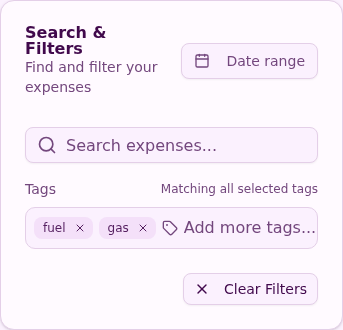 Search &
Filters
Find and filter your
expenses
Date range
Search expenses...
Tags
Matching all selected tags
fuel × gas × Add more tags...
× Clear Filters